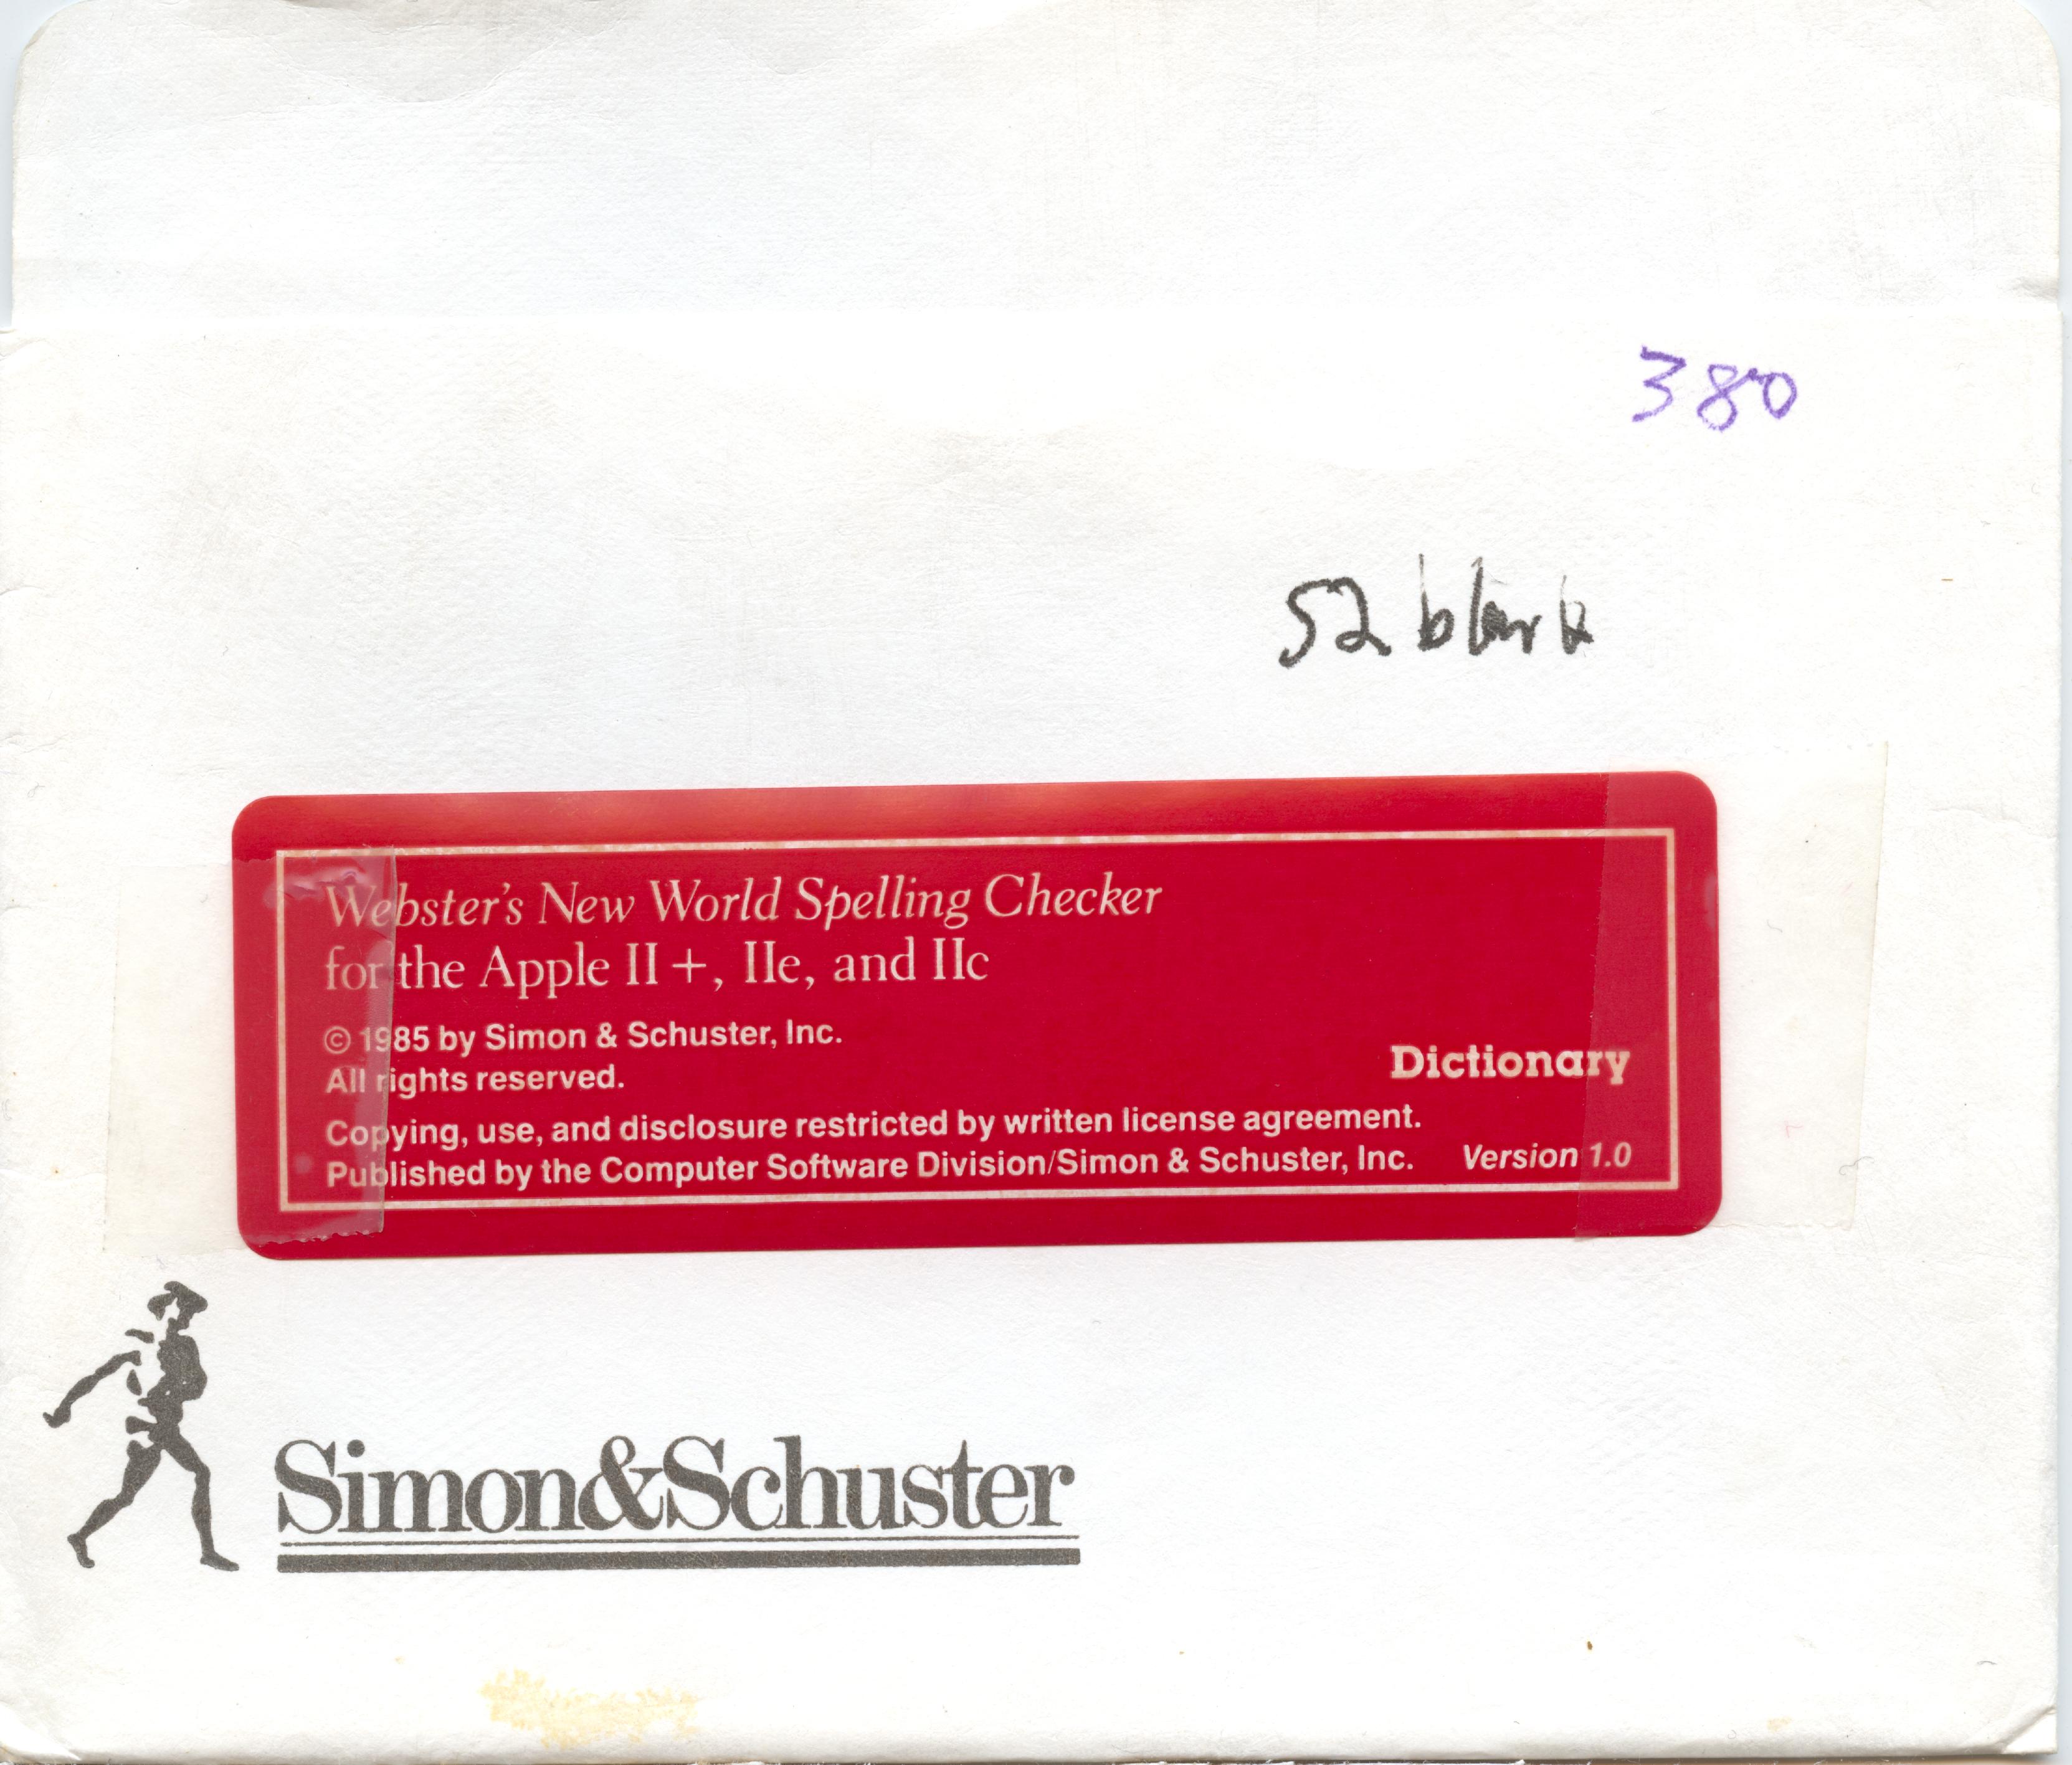 380
S2 blank
Webster's New World Spelling Checker
for the Apple II+, IIe, and IIc
© 1985 by Simon & Schuster, Inc.
All rights reserved.
Dictionary
Copying, use, and disclosure restricted by written license agreement.
Published by the Computer Software Division/Simon & Schuster, Inc. Version 1.0
Simon&Schuster